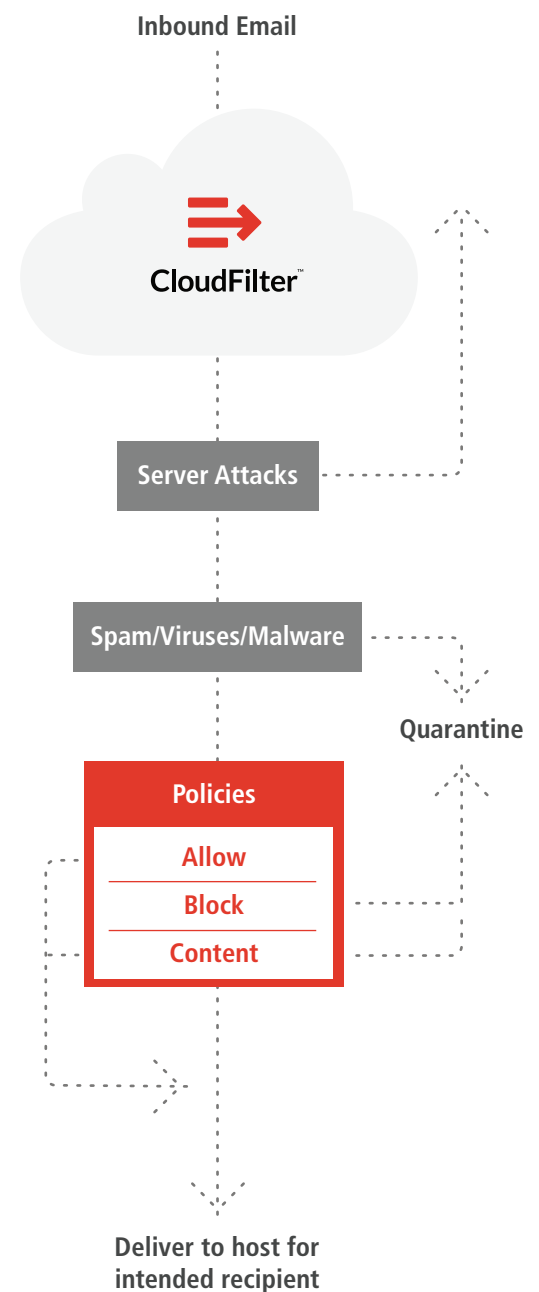 Inbound Email
CloudFilter™
Server Attacks
Spam/Viruses/Malware
Quarantine
Policies
Allow
Block
Content
Deliver to host for
intended recipient